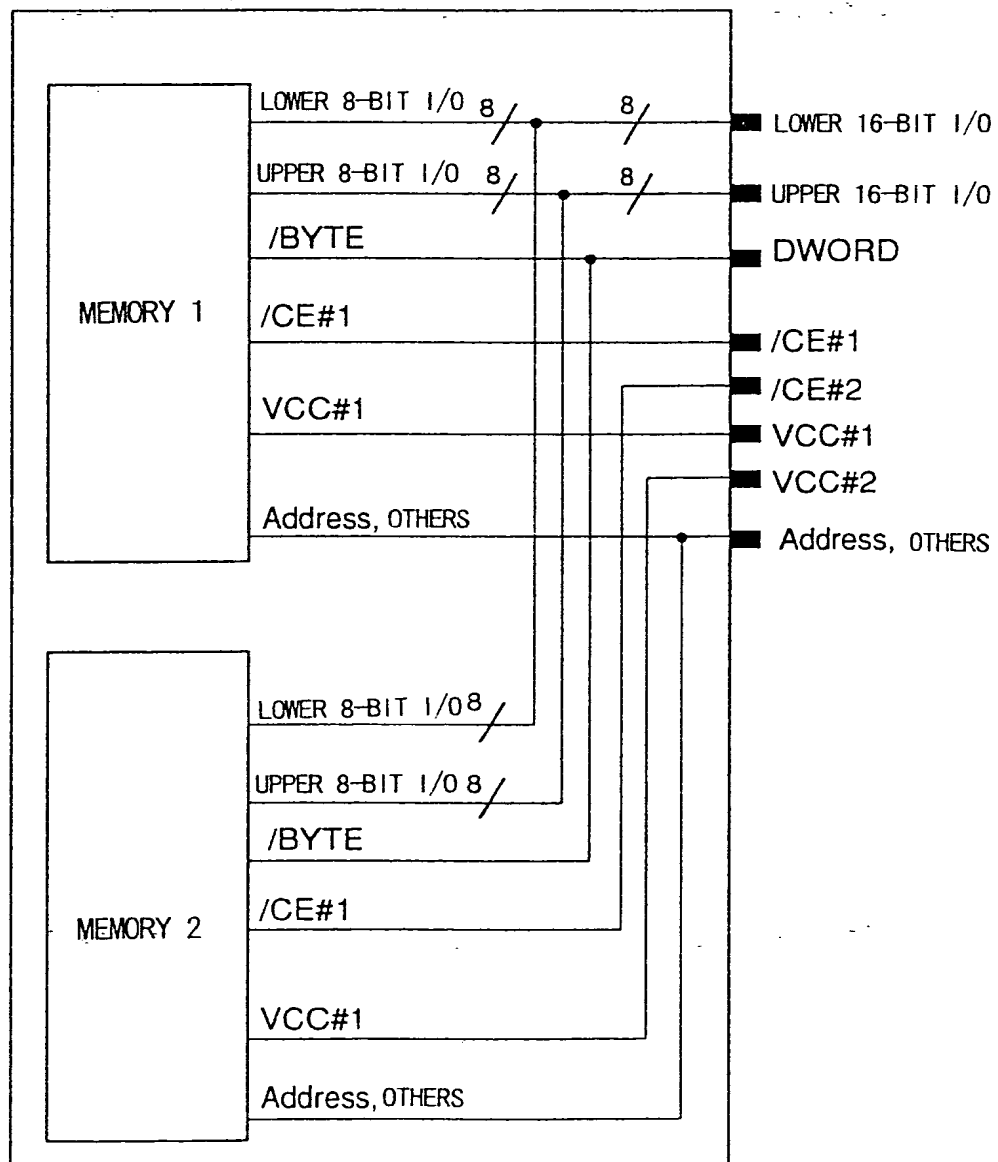 LOWER 8-BIT I/O 8 8 LOWER 16-BIT I/O
UPPER 8-BIT I/O 8 8 UPPER 16-BIT I/O
/BYTE DWORD
MEMORY 1
/CE#1 /CE#1
/CE#2
VCC#1 VCC#1
VCC#2
Address, OTHERS Address, OTHERS
LOWER 8-BIT I/O 8
UPPER 8-BIT I/O 8
/BYTE
/CE#1
MEMORY 2
VCC#1
Address, OTHERS